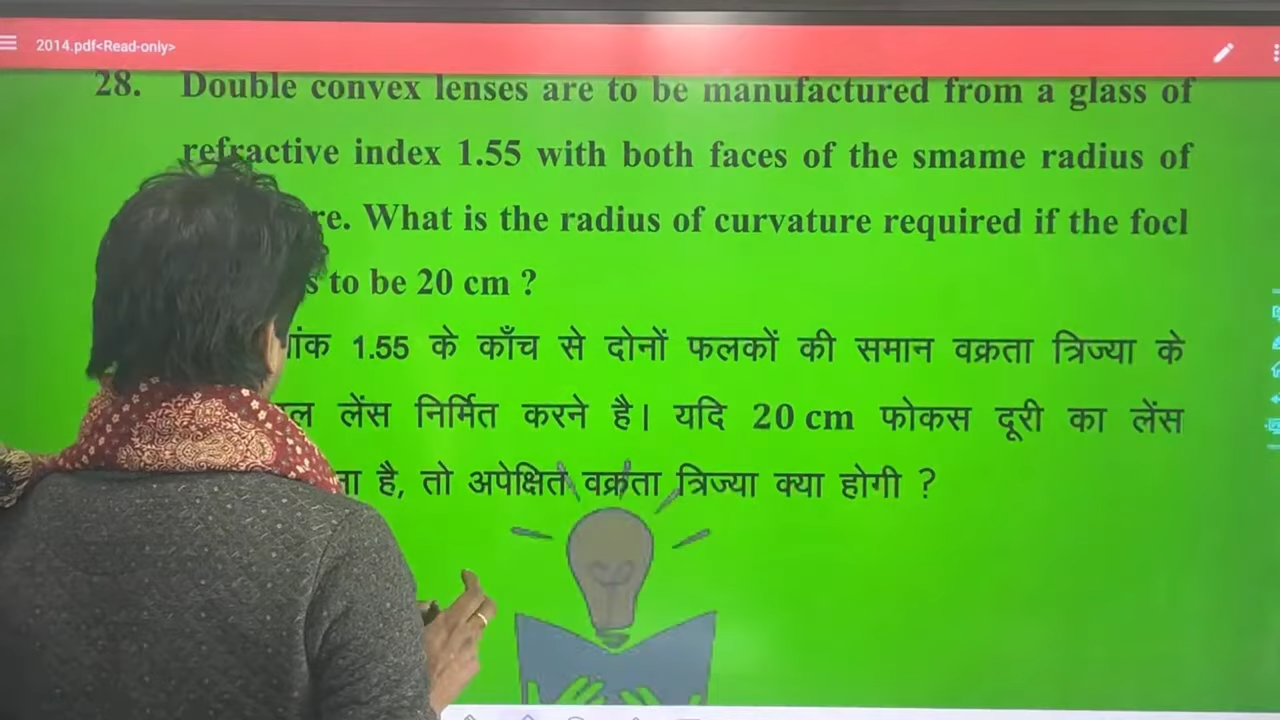 2014.pdf<Read-only>
28. Double convex lenses are to be manufactured from a glass of
refractive index 1.55 with both faces of the smame radius of
What is the radius of curvature required if the focl
to be 20 cm ?
1.55 के काँच से दोनों फलकों की समान वक्रता त्रिज्या के
लेंस निर्मित करने है। यदि 20 cm फोकस दूरी का लेंस
है, तो अपेक्षित वक्रता त्रिज्या क्या होगी ?